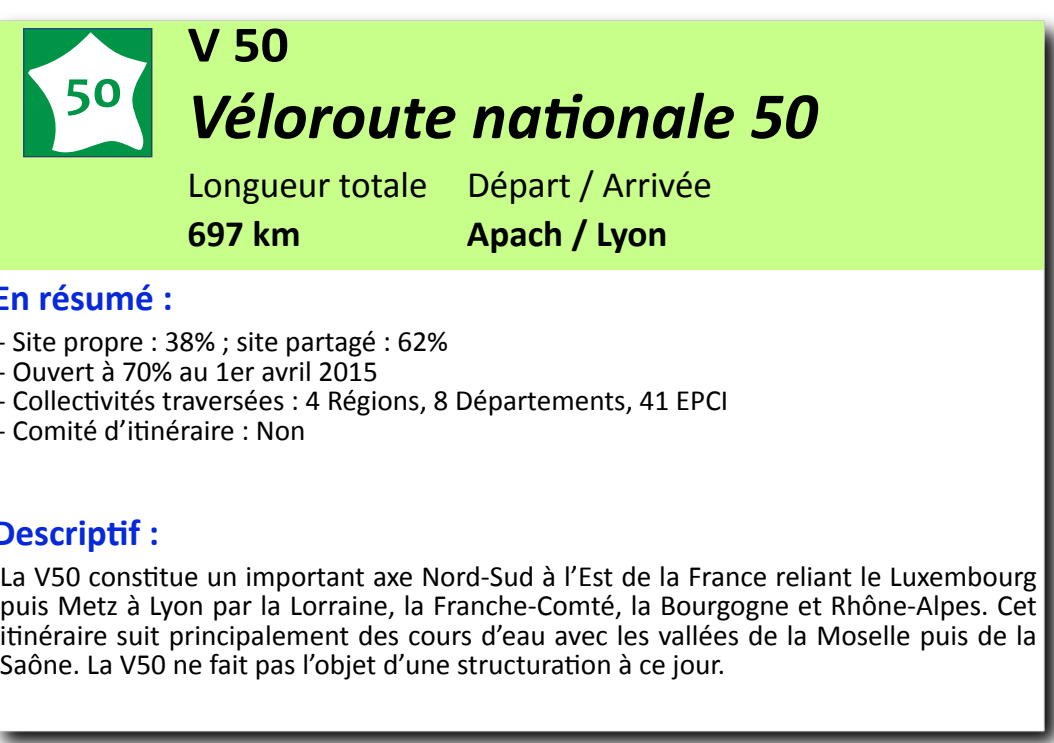 50
V 50
Véloroute nationale 50
Longueur totale Départ / Arrivée
697 km Apach / Lyon
En résumé :
- Site propre : 38% ; site partagé : 62%
- Ouvert à 70% au 1er avril 2015
- Collectivités traversées : 4 Régions, 8 Départements, 41 EPCI
- Comité d’itinéraire : Non
Descriptif :
La V50 constitue un important axe Nord-Sud à l’Est de la France reliant le Luxembourg
puis Metz à Lyon par la Lorraine, la Franche-Comté, la Bourgogne et Rhône-Alpes. Cet
itinéraire suit principalement des cours d’eau avec les vallées de la Moselle puis de la
Saône. La V50 ne fait pas l’objet d’une structuration à ce jour.